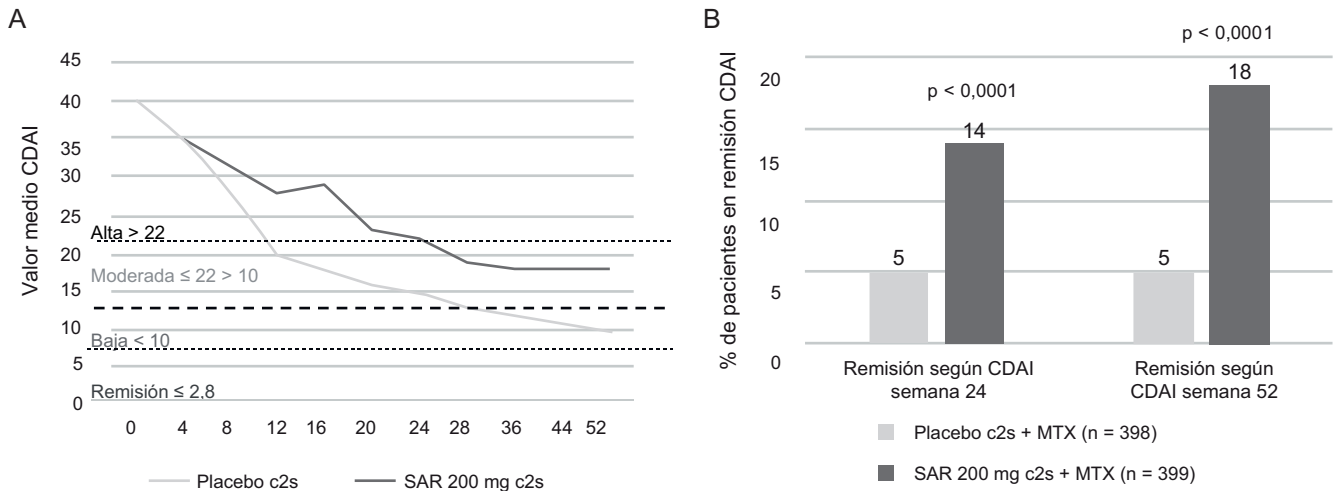 A
Valor medio CDAI
45
40
35
30
25
20
15
10
5
0
Alta > 22
Moderada ≤ 22 > 10
Baja < 10
Remisión ≤ 2,8
0 4 8 12 16 20 24 28 36 44 52
Placebo c2s SAR 200 mg c2s
B
% de pacientes en remisión CDAI
20
15
10
5
0
p < 0,0001
p < 0,0001
5
14
5
18
Remisión según CDAI
semana 24
Remisión según
CDAI semana 52
Placebo c2s + MTX (n = 398)
SAR 200 mg c2s + MTX (n = 399)